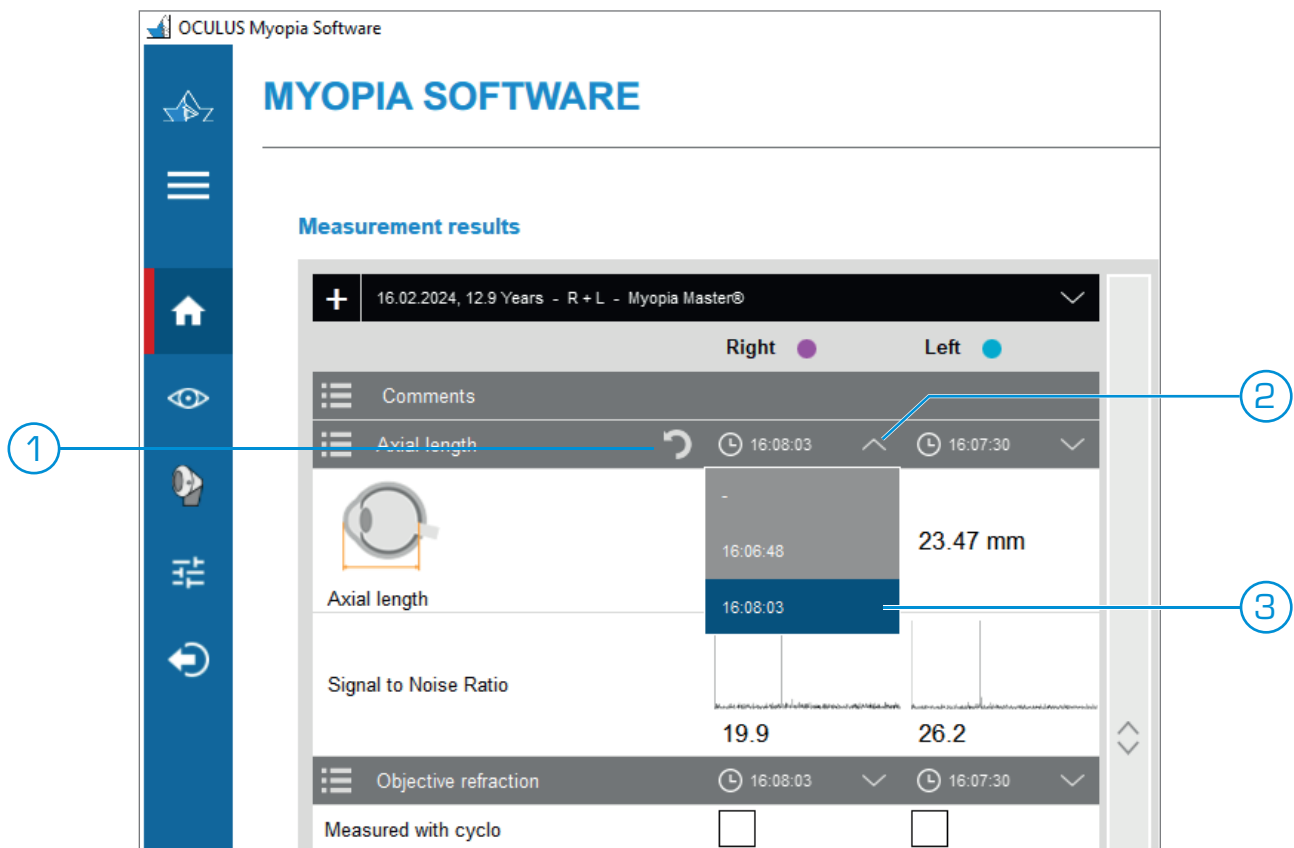 OCULUS Myopia Software
MYOPIA SOFTWARE
Measurement results
+ 16.02.2024, 12.9 Years - R + L - Myopia Master®
Right Left
Comments
2
1
Axial length 16:08:03 16:07:30
-
16:06:48
23.47 mm
16:08:03
3
Axial length
Signal to Noise Ratio
19.9 26.2
Objective refraction 16:08:03 16:07:30
Measured with cyclo